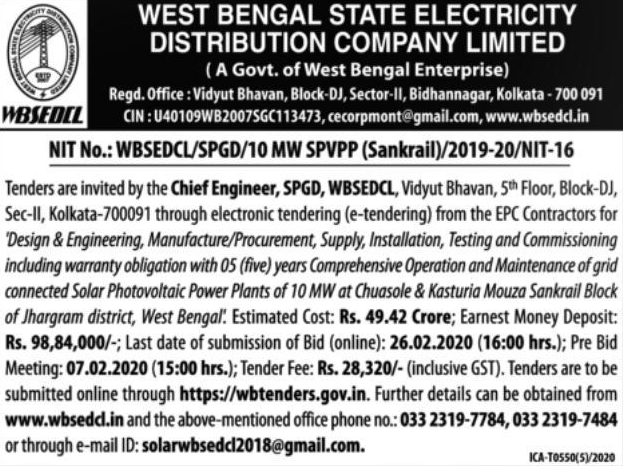 WEST BENGAL STATE ELECTRICITY
DISTRIBUTION COMPANY LIMITED
( A Govt. of West Bengal Enterprise)
Regd. Office : Vidyut Bhavan, Block-DJ, Sector-II, Bidhannagar, Kolkata - 700 091
CIN : U40109WB2007SGC113473, cecorpmont@gmail.com, www.wbsedcl.in
WBSEDCL
NIT No.: WBSEDCL/SPGD/10 MW SPVPP (Sankrail)/2019-20/NIT-16
Tenders are invited by the Chief Engineer, SPGD, WBSEDCL, Vidyut Bhavan, 5th Floor, Block-DJ,
Sec-II, Kolkata-700091 through electronic tendering (e-tendering) from the EPC Contractors for
'Design & Engineering, Manufacture/Procurement, Supply, Installation, Testing and Commissioning
including warranty obligation with 05 (five) years Comprehensive Operation and Maintenance of grid
connected Solar Photovoltaic Power Plants of 10 MW at Chuasole & Kasturia Mouza Sankrail Block
of Jhargram district, West Bengal'. Estimated Cost: Rs. 49.42 Crore; Earnest Money Deposit:
Rs. 98,84,000/-; Last date of submission of Bid (online): 26.02.2020 (16:00 hrs.); Pre Bid
Meeting: 07.02.2020 (15:00 hrs.); Tender Fee: Rs. 28,320/- (inclusive GST). Tenders are to be
submitted online through https://wbtenders.gov.in. Further details can be obtained from
www.wbsedcl.in and the above-mentioned office phone no.: 033 2319-7784, 033 2319-7484
or through e-mail ID: solarwbsedcl2018@gmail.com.
ICA-T0550(5)/2020